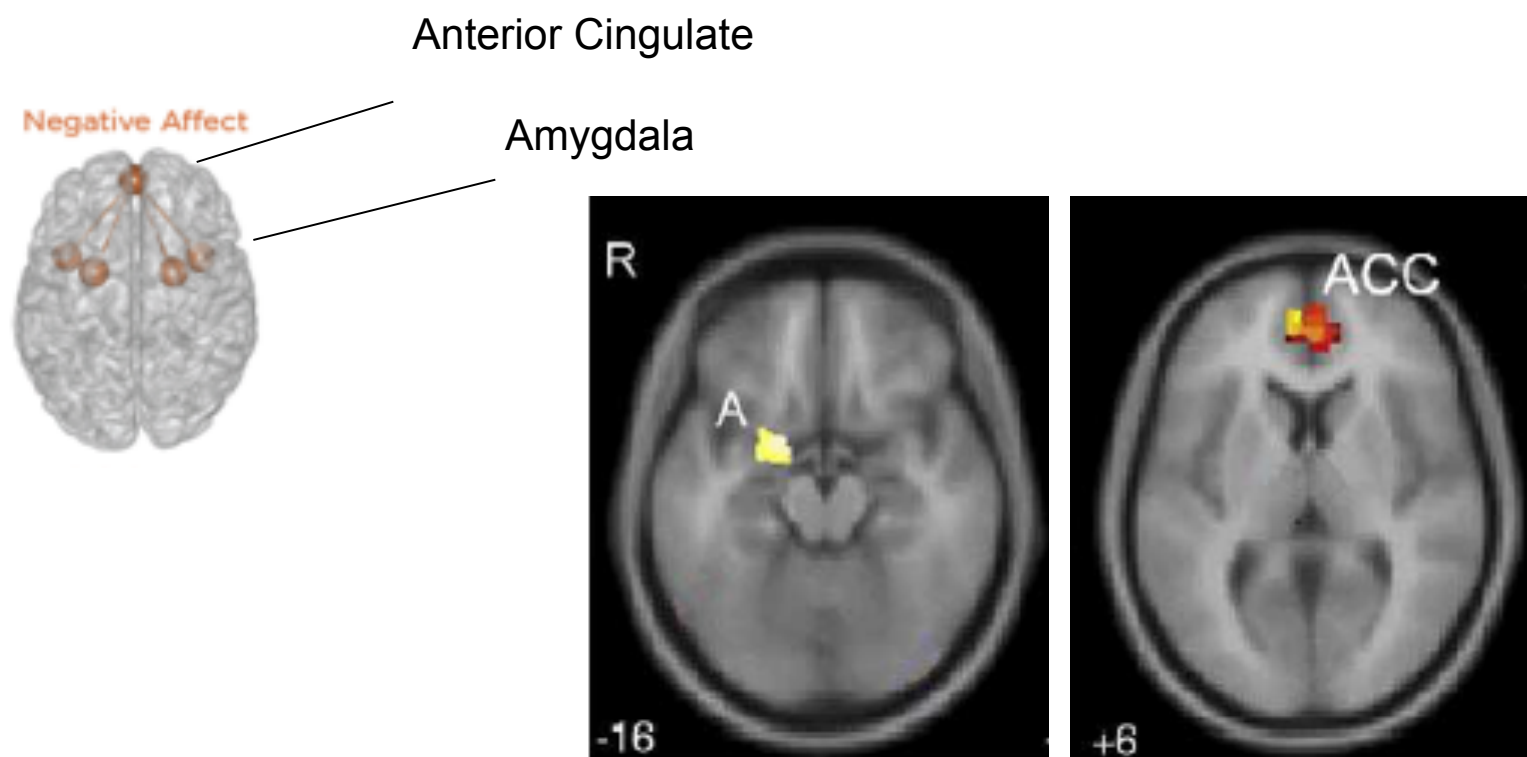 Anterior Cingulate
Negative Affect
Amygdala
R
ACC
A
-16
+6